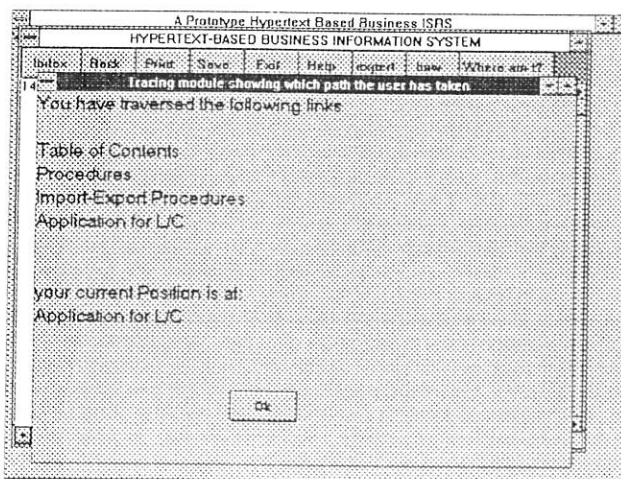 A Prototype Hypertext Based Business ISRS
HYPERTEXT-BASED BUSINESS INFORMATION SYSTEM
Index Back Print Save Exit Help Where am I?
14
Tracing module showing which path the user has taken
You have traversed the following links
Table of Contents
Procedures
Import-Export Procedures
Application for L/C
your current Position is at:
Application for L/C
Ok